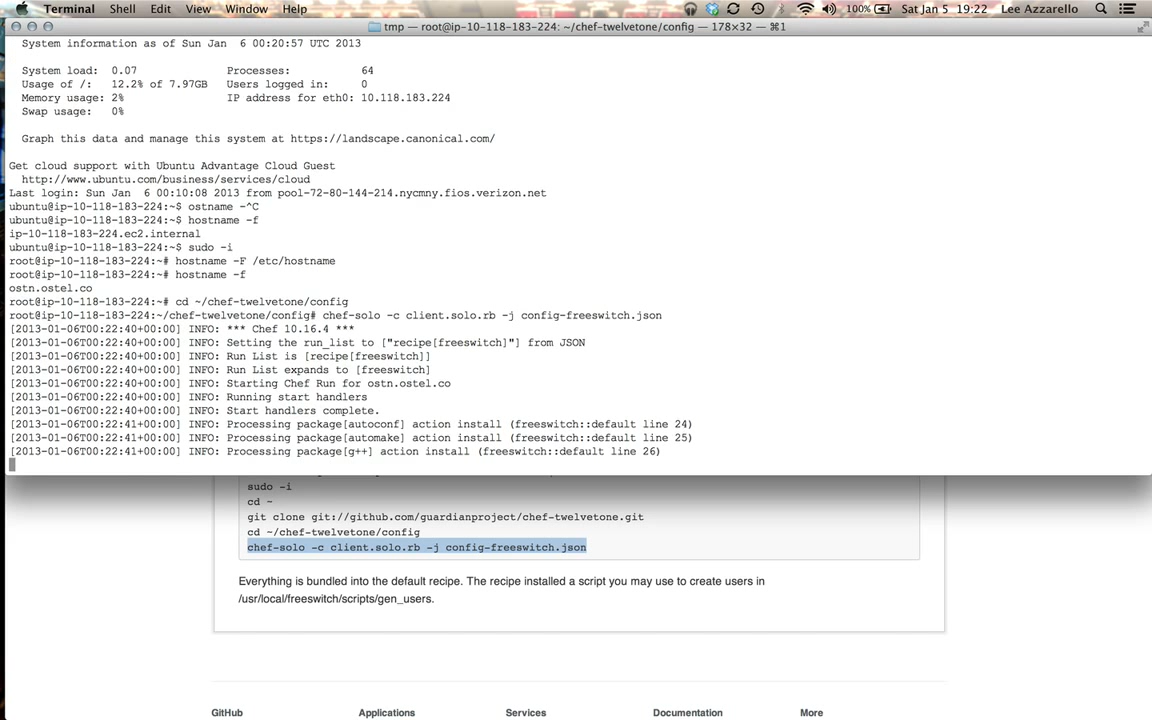 Terminal Shell Edit View Window Help 100% Sat Jan 5 19:22 Lee Azzarello
tmp — root@ip-10-118-183-224: ~/chef-twelvetone/config — 178×32 — ⌘1
System information as of Sun Jan  6 00:20:57 UTC 2013
System load:  0.07 Processes: 64
Usage of /:   12.2% of 7.97GB Users logged in: 0
Memory usage: 2% IP address for eth0: 10.118.183.224
Swap usage:   0%
Graph this data and manage this system at https://landscape.canonical.com/
Get cloud support with Ubuntu Advantage Cloud Guest
http://www.ubuntu.com/business/services/cloud
Last login: Sun Jan  6 00:10:08 2013 from pool-72-80-144-214.nycmny.fios.verizon.net
ubuntu@ip-10-118-183-224:~$ ostname -^C
ubuntu@ip-10-118-183-224:~$ hostname -f
ip-10-118-183-224.ec2.internal
ubuntu@ip-10-118-183-224:~$ sudo -i
root@ip-10-118-183-224:~# hostname -F /etc/hostname
root@ip-10-118-183-224:~# hostname -f
ostn.ostel.co
root@ip-10-118-183-224:~# cd ~/chef-twelvetone/config
root@ip-10-118-183-224:~/chef-twelvetone/config# chef-solo -c client.solo.rb -j config-freeswitch.json
[2013-01-06T00:22:40+00:00] INFO: *** Chef 10.16.4 ***
[2013-01-06T00:22:40+00:00] INFO: Setting the run_list to ["recipe[freeswitch]"] from JSON
[2013-01-06T00:22:40+00:00] INFO: Run List is [recipe[freeswitch]]
[2013-01-06T00:22:40+00:00] INFO: Run List expands to [freeswitch]
[2013-01-06T00:22:40+00:00] INFO: Starting Chef Run for ostn.ostel.co
[2013-01-06T00:22:40+00:00] INFO: Running start handlers
[2013-01-06T00:22:40+00:00] INFO: Start handlers complete.
[2013-01-06T00:22:41+00:00] INFO: Processing package[autoconf] action install (freeswitch::default line 24)
[2013-01-06T00:22:41+00:00] INFO: Processing package[automake] action install (freeswitch::default line 25)
[2013-01-06T00:22:41+00:00] INFO: Processing package[g++] action install (freeswitch::default line 26)
sudo -i
cd ~
git clone git://github.com/guardianproject/chef-twelvetone.git
cd ~/chef-twelvetone/config
chef-solo -c client.solo.rb -j config-freeswitch.json
Everything is bundled into the default recipe. The recipe installed a script you may use to create users in
/usr/local/freeswitch/scripts/gen_users.
GitHub Applications Services Documentation More